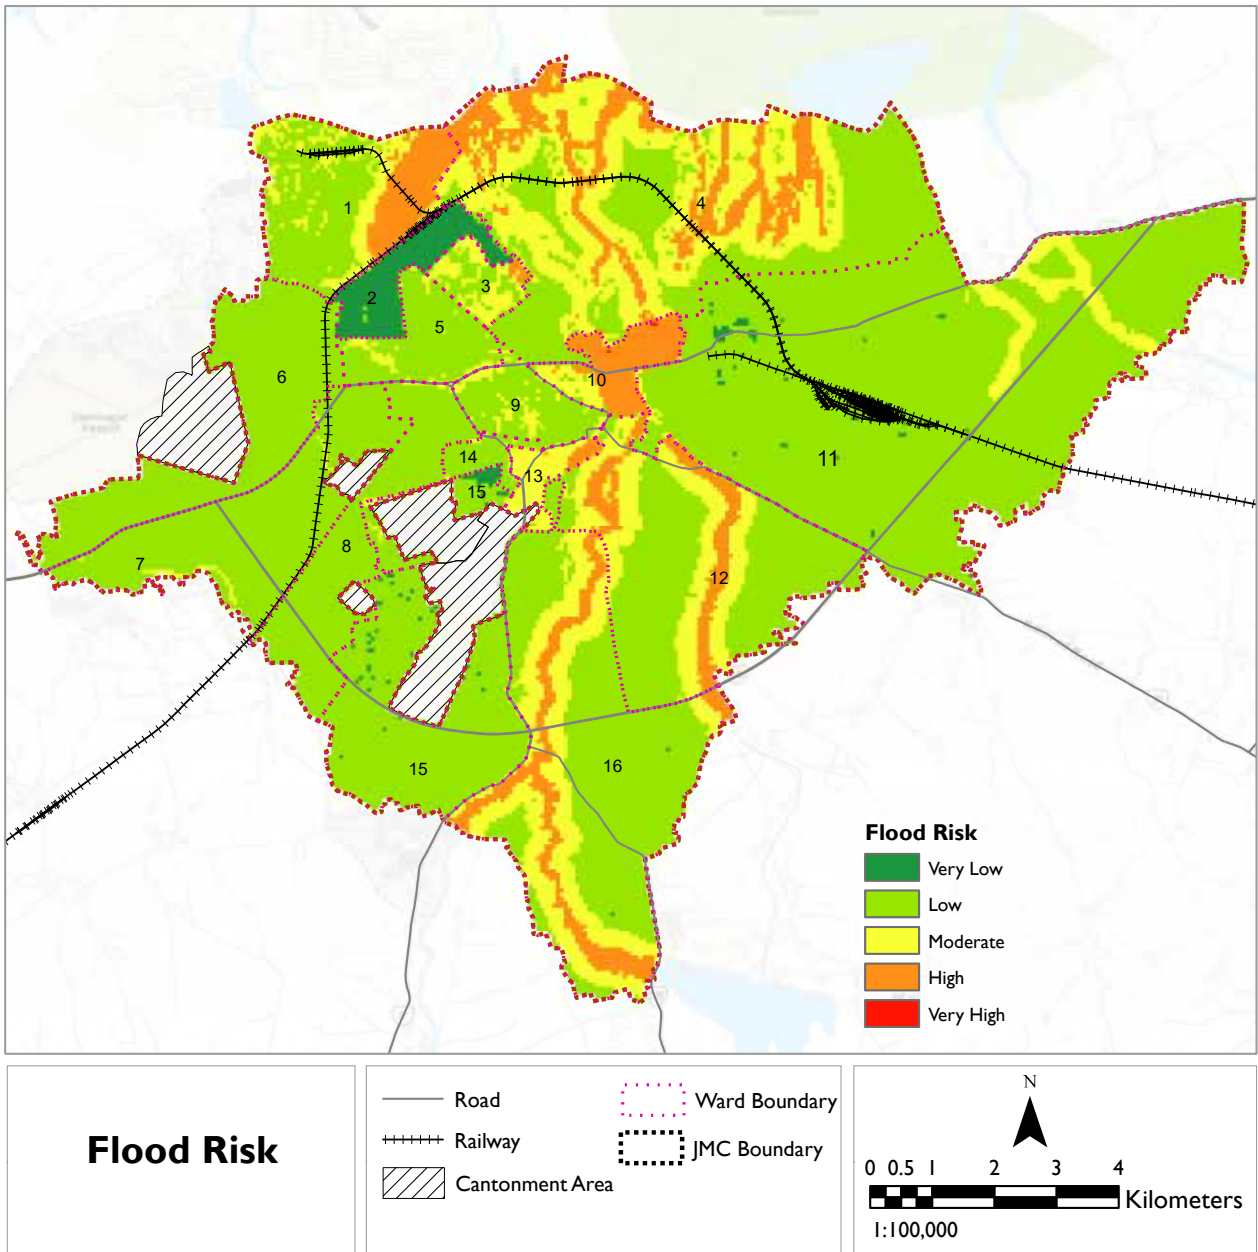 1
4
3
2
5
6
10
9
14
13
15
11
8
7
12
15
16
Flood Risk
Very Low
Low
Moderate
High
Very High
Flood Risk
Road
Railway
Cantonment Area
Ward Boundary
JMC Boundary
N
0 0.5 1 2 3 4
Kilometers
1:100,000